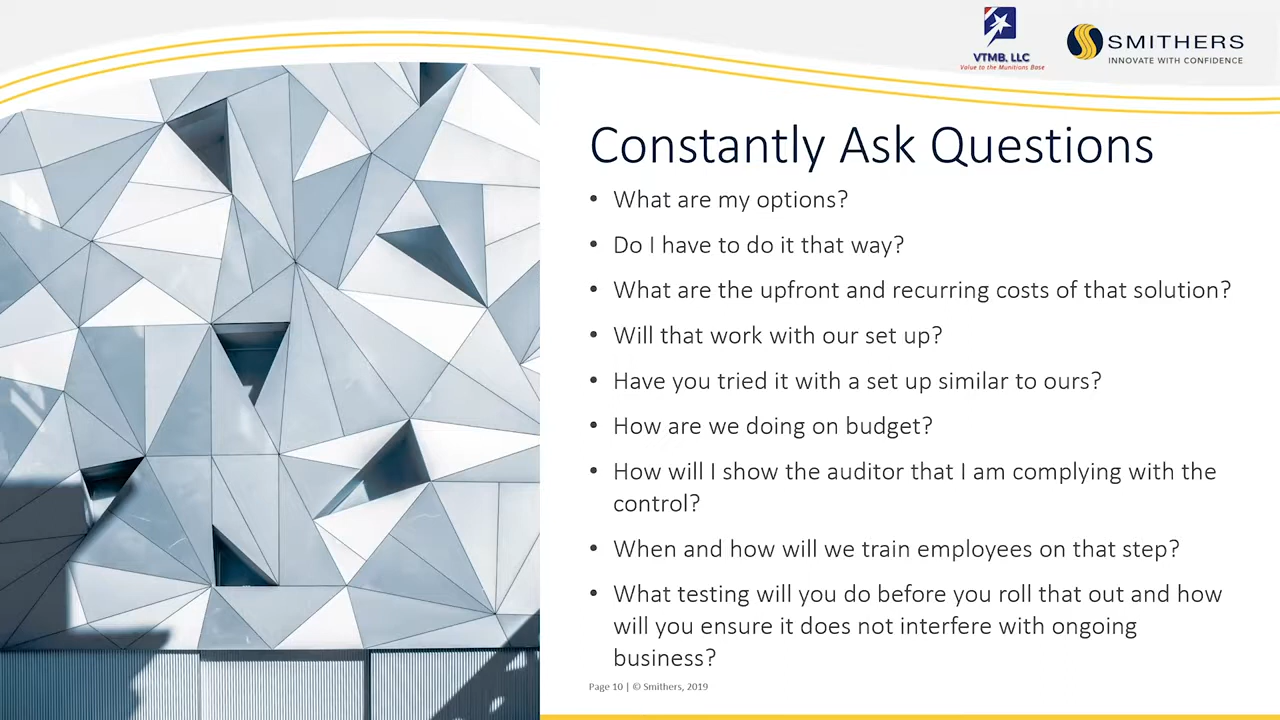 VTMB, LLC
Value to the Munitions Base
SMITHERS
INNOVATE WITH CONFIDENCE
Constantly Ask Questions
• What are my options?
• Do I have to do it that way?
• What are the upfront and recurring costs of that solution?
• Will that work with our set up?
• Have you tried it with a set up similar to ours?
• How are we doing on budget?
• How will I show the auditor that I am complying with the
control?
• When and how will we train employees on that step?
• What testing will you do before you roll that out and how
will you ensure it does not interfere with ongoing
business?
Page 10 | © Smithers, 2019